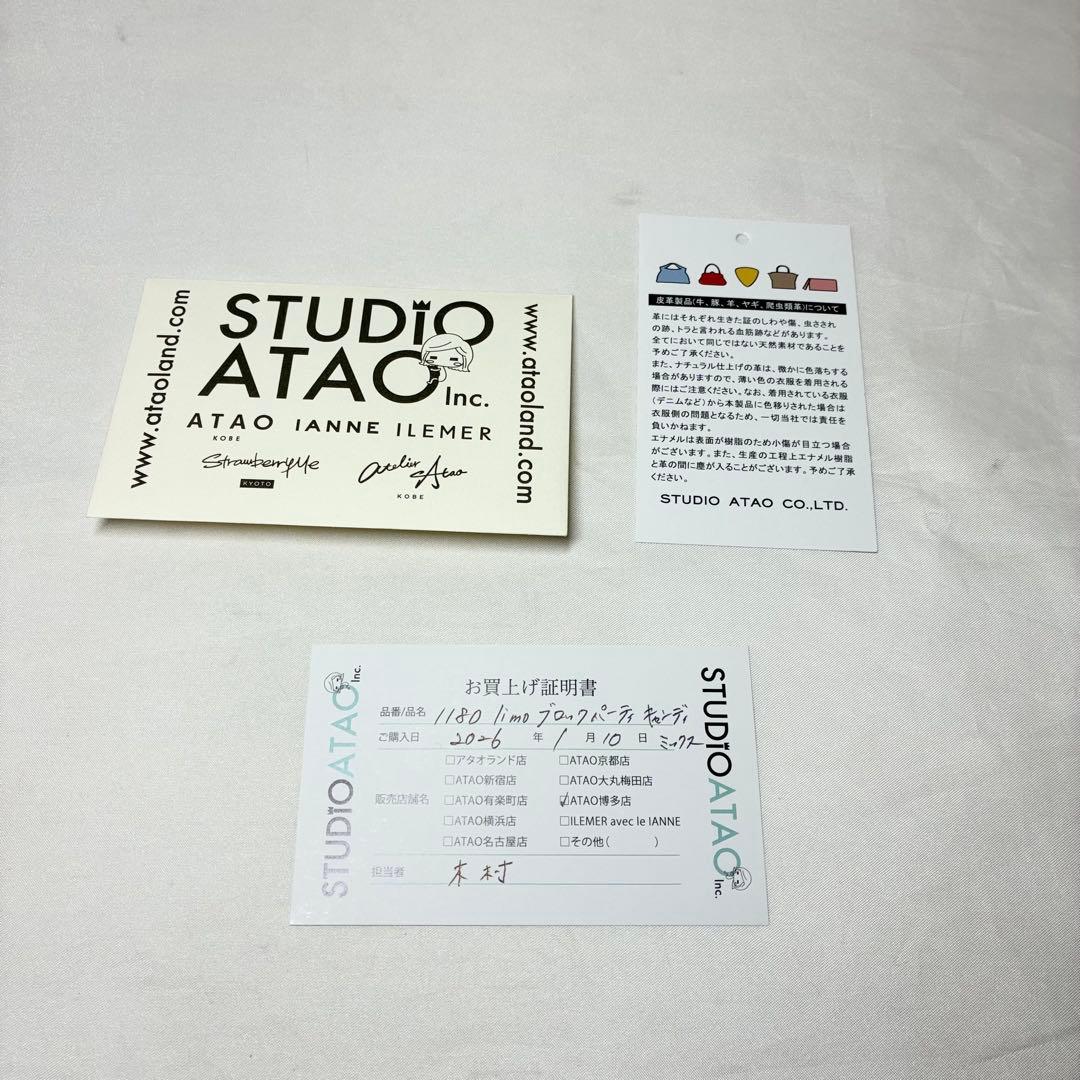 www.ataoland.com
STUDIO
ATAO Inc.
ATAO IANNE ILEMER
KOBE
StrawberryMe
KYOTO
atelier Atao
KOBE
www.ataoland.com
皮革製品(牛、豚、羊、ヤギ、爬虫類革)について
革にはそれぞれ生きた証のしわや傷、虫さされ
の跡、トラと言われる血筋跡などがあります。
全てにおいて同じではない天然素材であることを
予めご了承ください。
また、ナチュラル仕上げの革は、微かに色落ちする
場合がありますので、薄い色の衣服を着用される
際にはご注意ください。なお、着用されている衣服
(デニムなど)から本製品に色移りされた場合は
衣服側の問題となるため、一切当社では責任を
負いかねます。
エナメルは表面が樹脂のため小傷が目立つ場合
がございます。また、生産の工程上エナメル樹脂
と革の間に塵が入ることがございます。予めご了承
ください。
STUDIO ATAO CO.,LTD.
STUDIO ATAO Inc.
お買上げ証明書
品番/品名 1180 limo ブロックパーティ キャンディ
ミックス
ご購入日 2026 年 1 月 10 日
販売店舗名
□アタオランド店 □ATAO京都店
□ATAO新宿店 □ATAO大丸梅田店
□ATAO有楽町店 ☑ATAO博多店
□ATAO横浜店 □ILEMER avec le IANNE
□ATAO名古屋店 □その他( )
担当者 木村
STUDIO ATAO Inc.